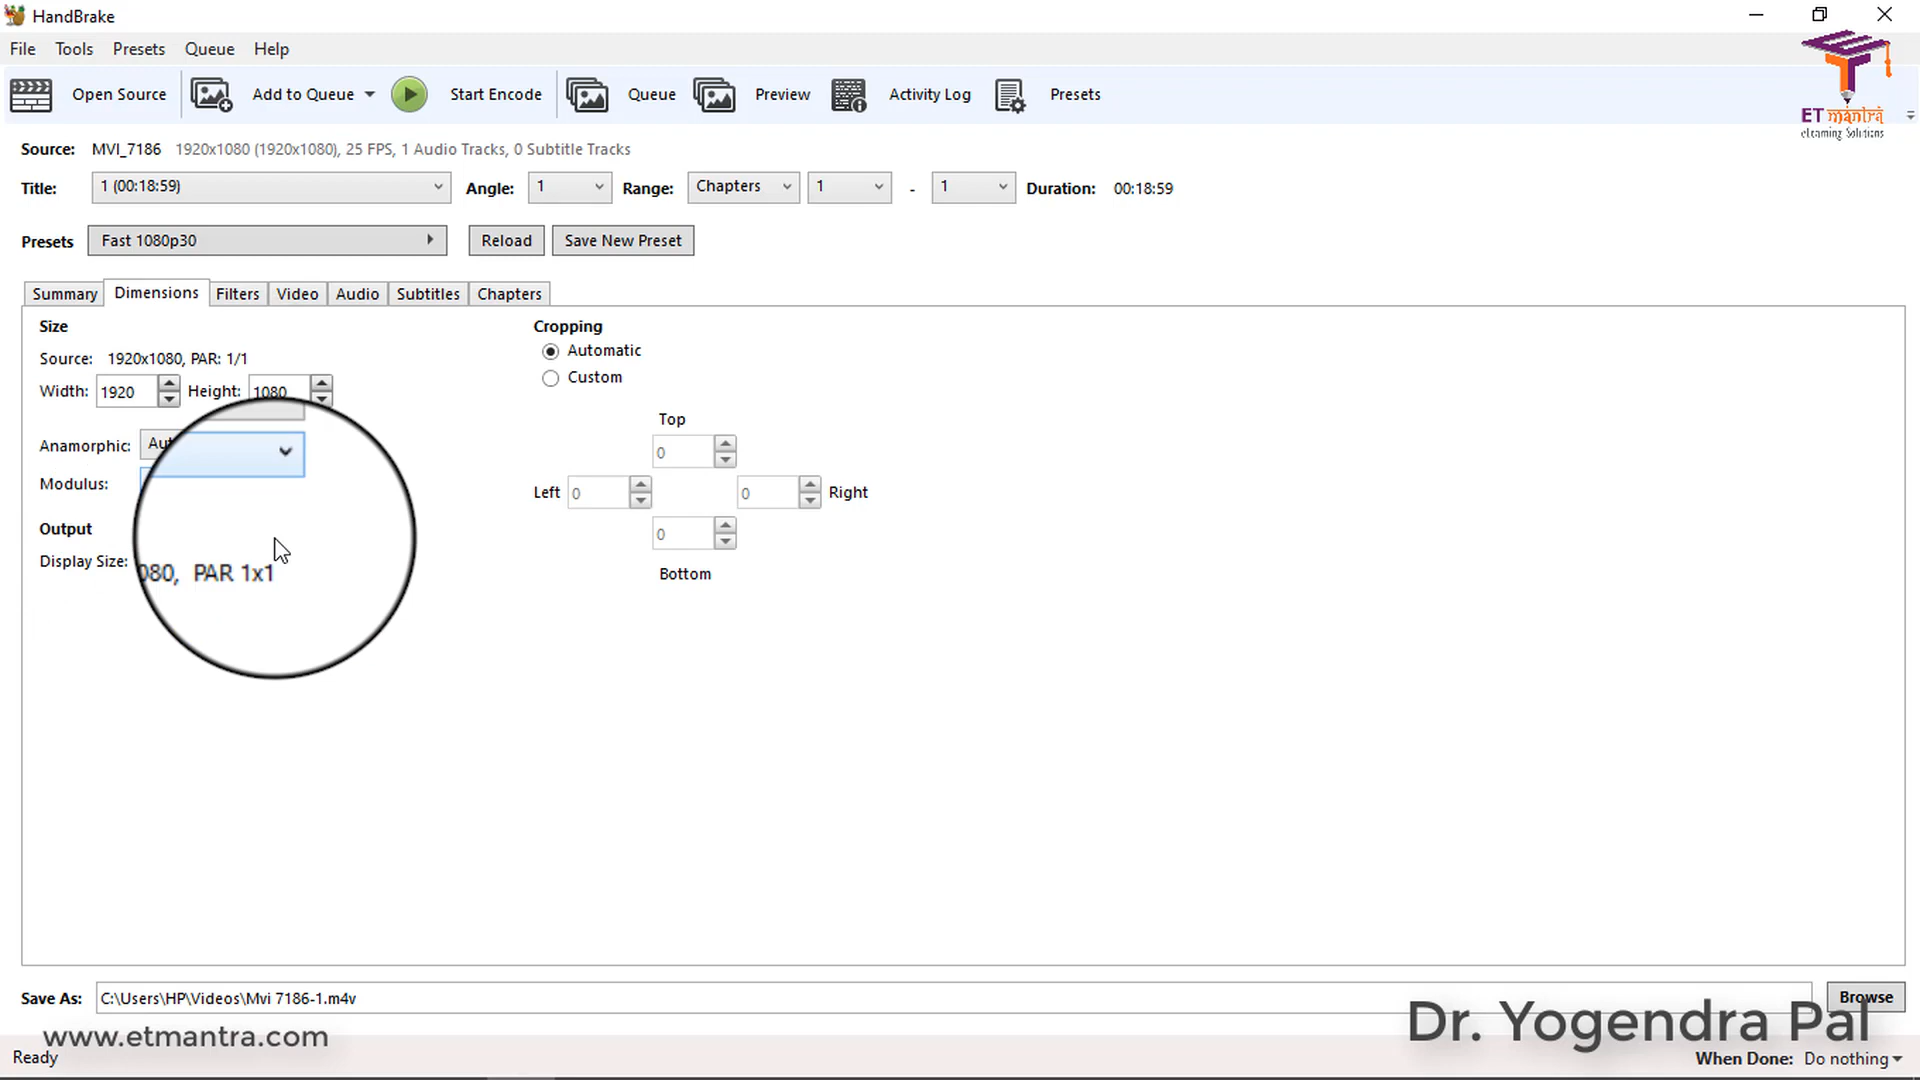 HandBrake
File Tools Presets Queue Help
Open Source Add to Queue Start Encode Queue Preview Activity Log Presets
ET mantra
eLearning Solutions
Source: MVI_7186 1920x1080 (1920x1080), 25 FPS, 1 Audio Tracks, 0 Subtitle Tracks
Title: 1 (00:18:59) Angle: 1 Range: Chapters 1 - 1 Duration: 00:18:59
Presets Fast 1080p30 Reload Save New Preset
Summary Dimensions Filters Video Audio Subtitles Chapters
Size
Source: 1920x1080, PAR: 1/1
Width: 1920 Height: 1080
Anamorphic:
Modulus:
Output
Display Size: 080, PAR 1x1
Cropping
Automatic
Custom
Top
0
Left 0 0 Right
0
Bottom
Save As: C:\Users\HP\Videos\Mvi 7186-1.m4v Browse
www.etmantra.com Dr. Yogendra Pal
Ready When Done: Do nothing